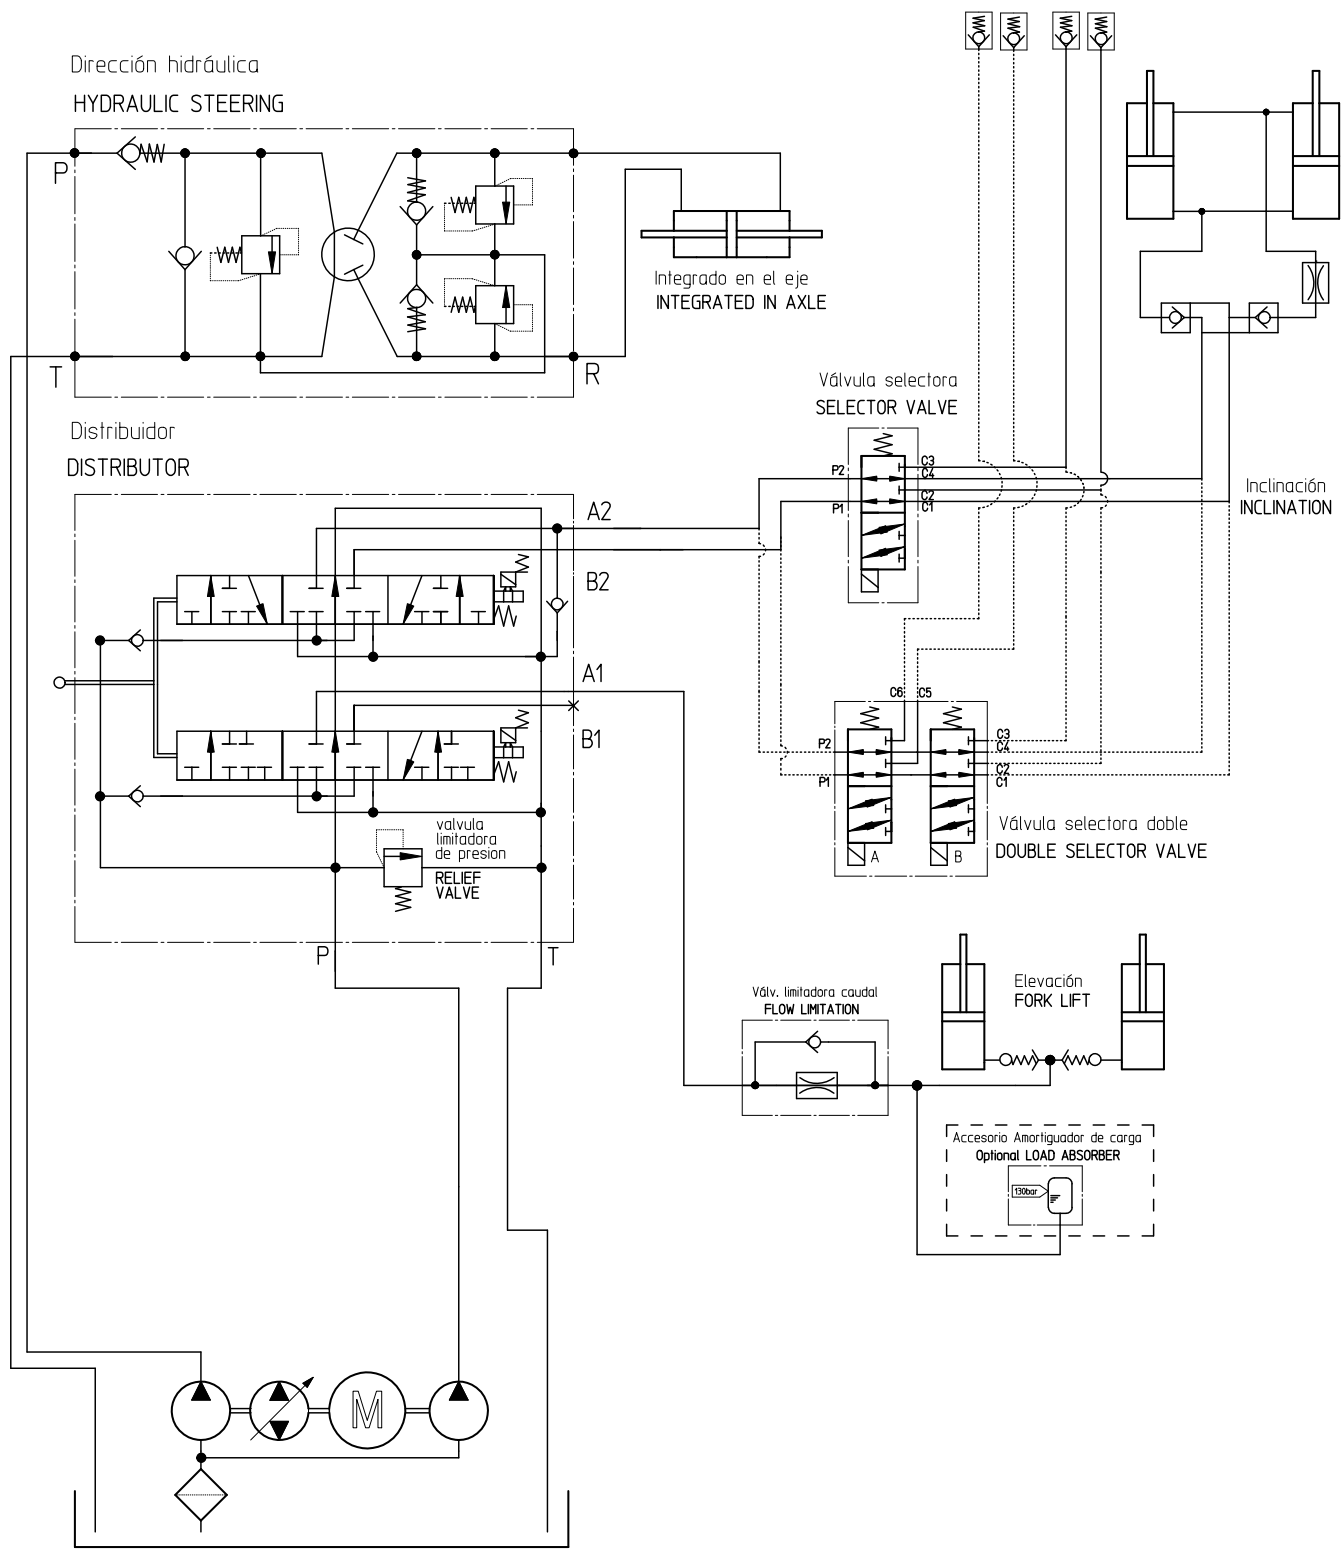 Dirección hidráulica
HYDRAULIC STEERING
P
T
R
Integrado en el eje
INTEGRATED IN AXLE
Distribuidor
DISTRIBUTOR
A2
B2
A1
B1
valvula
limitadora
de presion
RELIEF
VALVE
P
T
Válvula selectora
SELECTOR VALVE
P2
P1
C3
C4
C2
C1
Inclinación
INCLINATION
C6
C5
P2
P1
C3
C4
C2
C1
A
B
Válvula selectora doble
DOUBLE SELECTOR VALVE
Válv. limitadora caudal
FLOW LIMITATION
Elevación
FORK LIFT
Accesorio Amortiguador de carga
Optional LOAD ABSORBER
130bar
M